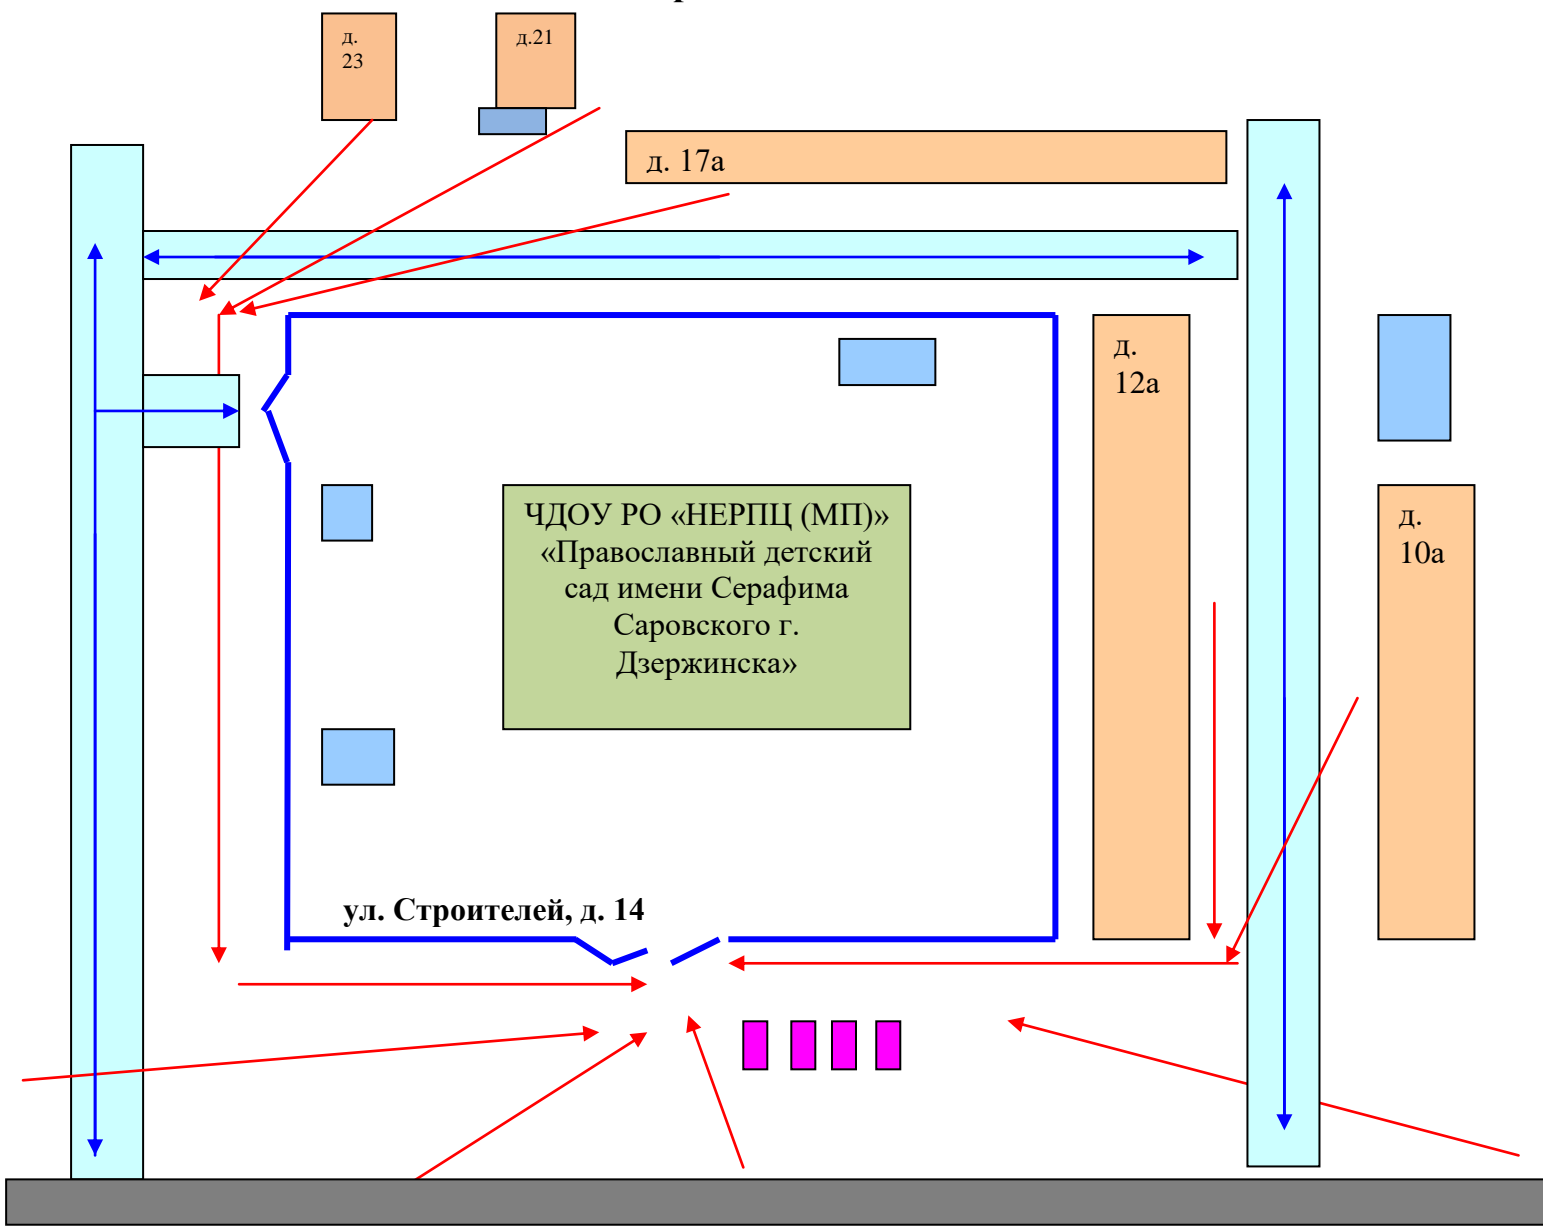 д.
23
д.21
д. 17а
д.
12а
ЧДОУ РО «НЕРПЦ (МП)»
«Православный детский
сад имени Серафима
Саровского г.
Дзержинска»
д.
10а
ул. Строителей, д. 14